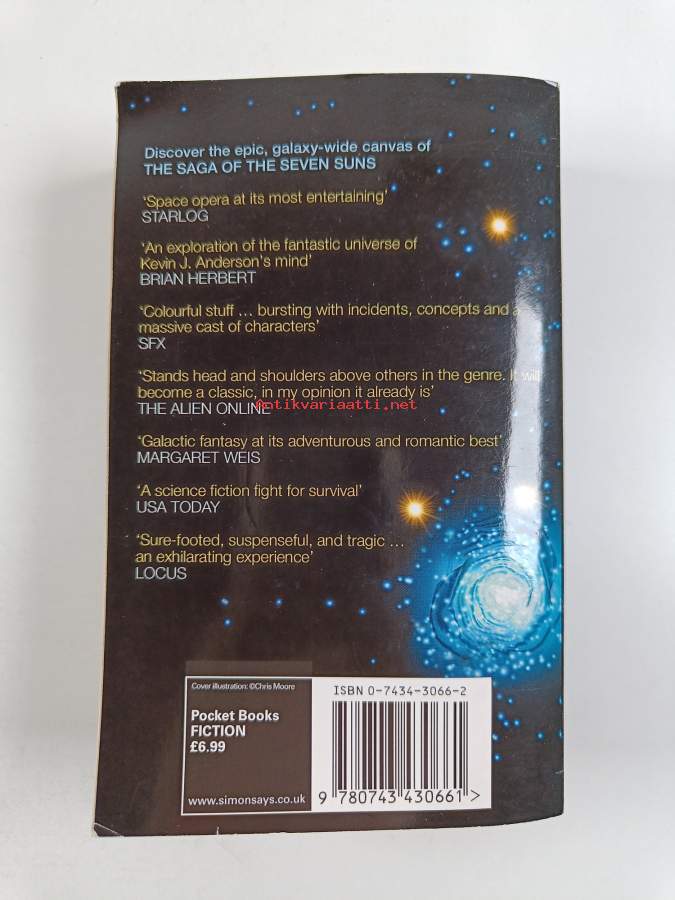 Discover the epic, galaxy-wide canvas of
THE SAGA OF THE SEVEN SUNS
'Space opera at its most entertaining'
STARLOG
'An exploration of the fantastic universe of
Kevin J. Anderson's mind'
BRIAN HERBERT
'Colourful stuff ... bursting with incidents, concepts and a
massive cast of characters'
SFX
'Stands head and shoulders above others in the genre. It will
become a classic, in my opinion it already is'
Antikvariaatti.net
THE ALIEN ONLINE
'Galactic fantasy at its adventurous and romantic best'
MARGARET WEIS
'A science fiction fight for survival'
USA TODAY
'Sure-footed, suspenseful, and tragic ...
an exhilarating experience'
LOCUS
Cover illustration: ©Chris Moore
Pocket Books
FICTION
£6.99
www.simonsays.co.uk
ISBN 0-7434-3066-2
9 780743 430661 >